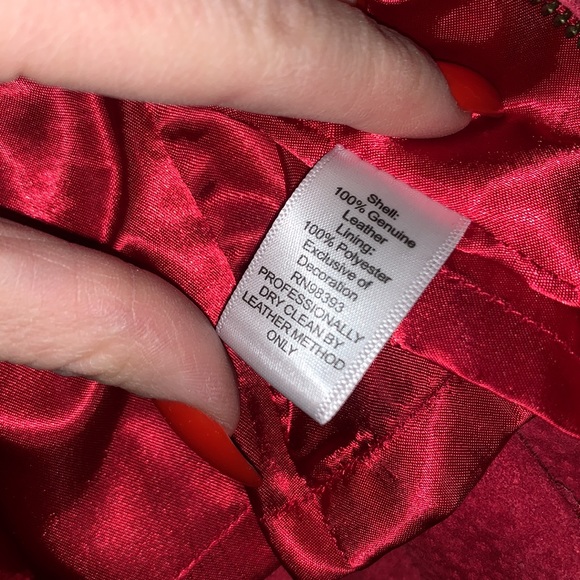 Shell:
100% Genuine
Leather
Lining:
100% Polyester
Exclusive of
Decoration
RN98393
PROFESSIONALLY
DRY CLEAN BY
LEATHER METHOD
ONLY